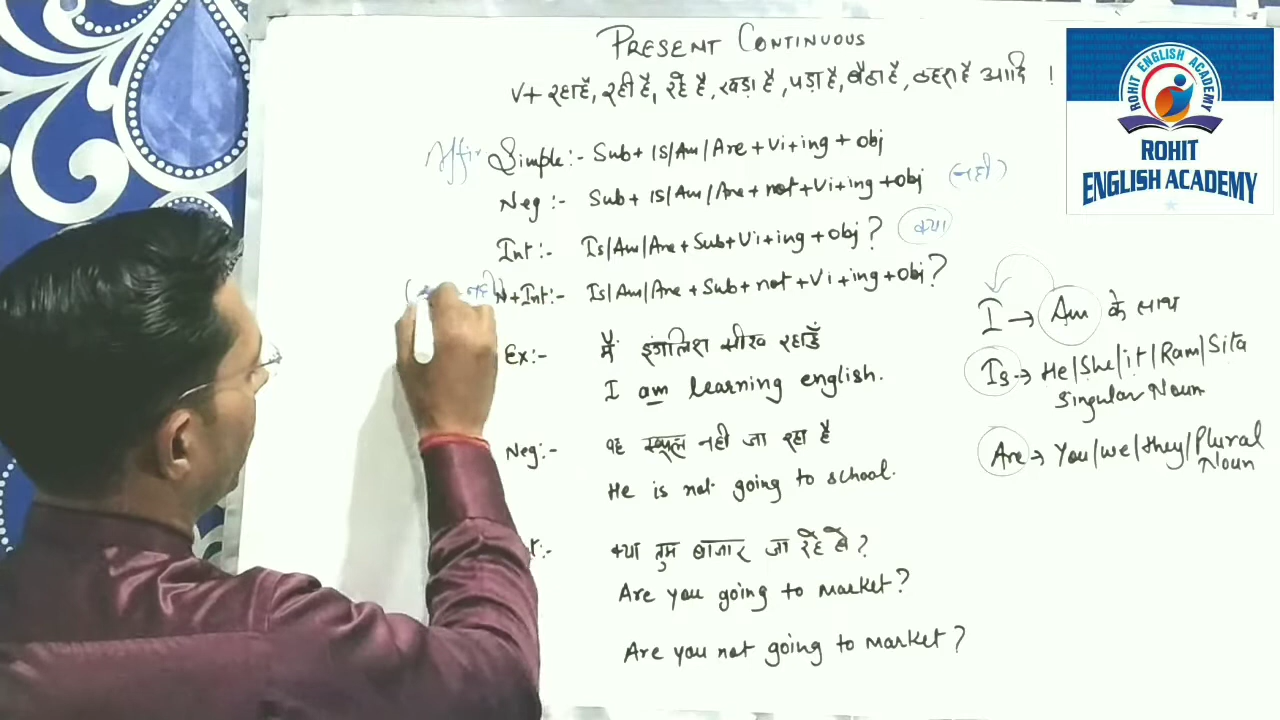 PRESENT CONTINUOUS
V+ रहा है, रही है, रहे है, खड़ा है, पड़ा है, बैठा है, ठहरा है आदि !
Affir Simple:- Sub+ Is/Am/Are+V1+ing+obj
Neg:- Sub+ Is/Am/Are+not+V1+ing+obj (नही)
Int:- Is/Am/Are+Sub+V1+ing+obj? क्या
( नही) N+Int:- Is/Am/Are+Sub+not+V1+ing+obj?
Ex:- मैं इंगलिश सीख रहा हूँ
I am learning english.
Neg:- वह स्कूल नही जा रहा है
He is not going to school.
t:- क्या तुम बाजार जा रहे हो?
Are you going to market?
Are you not going to market?
I → Am के साथ
Is → He/She/it/Ram/Sita
Singular Noun
Are → You/we/they/Plural
Noun
ROHIT ENGLISH ACADEMY
ROHIT
ENGLISH ACADEMY